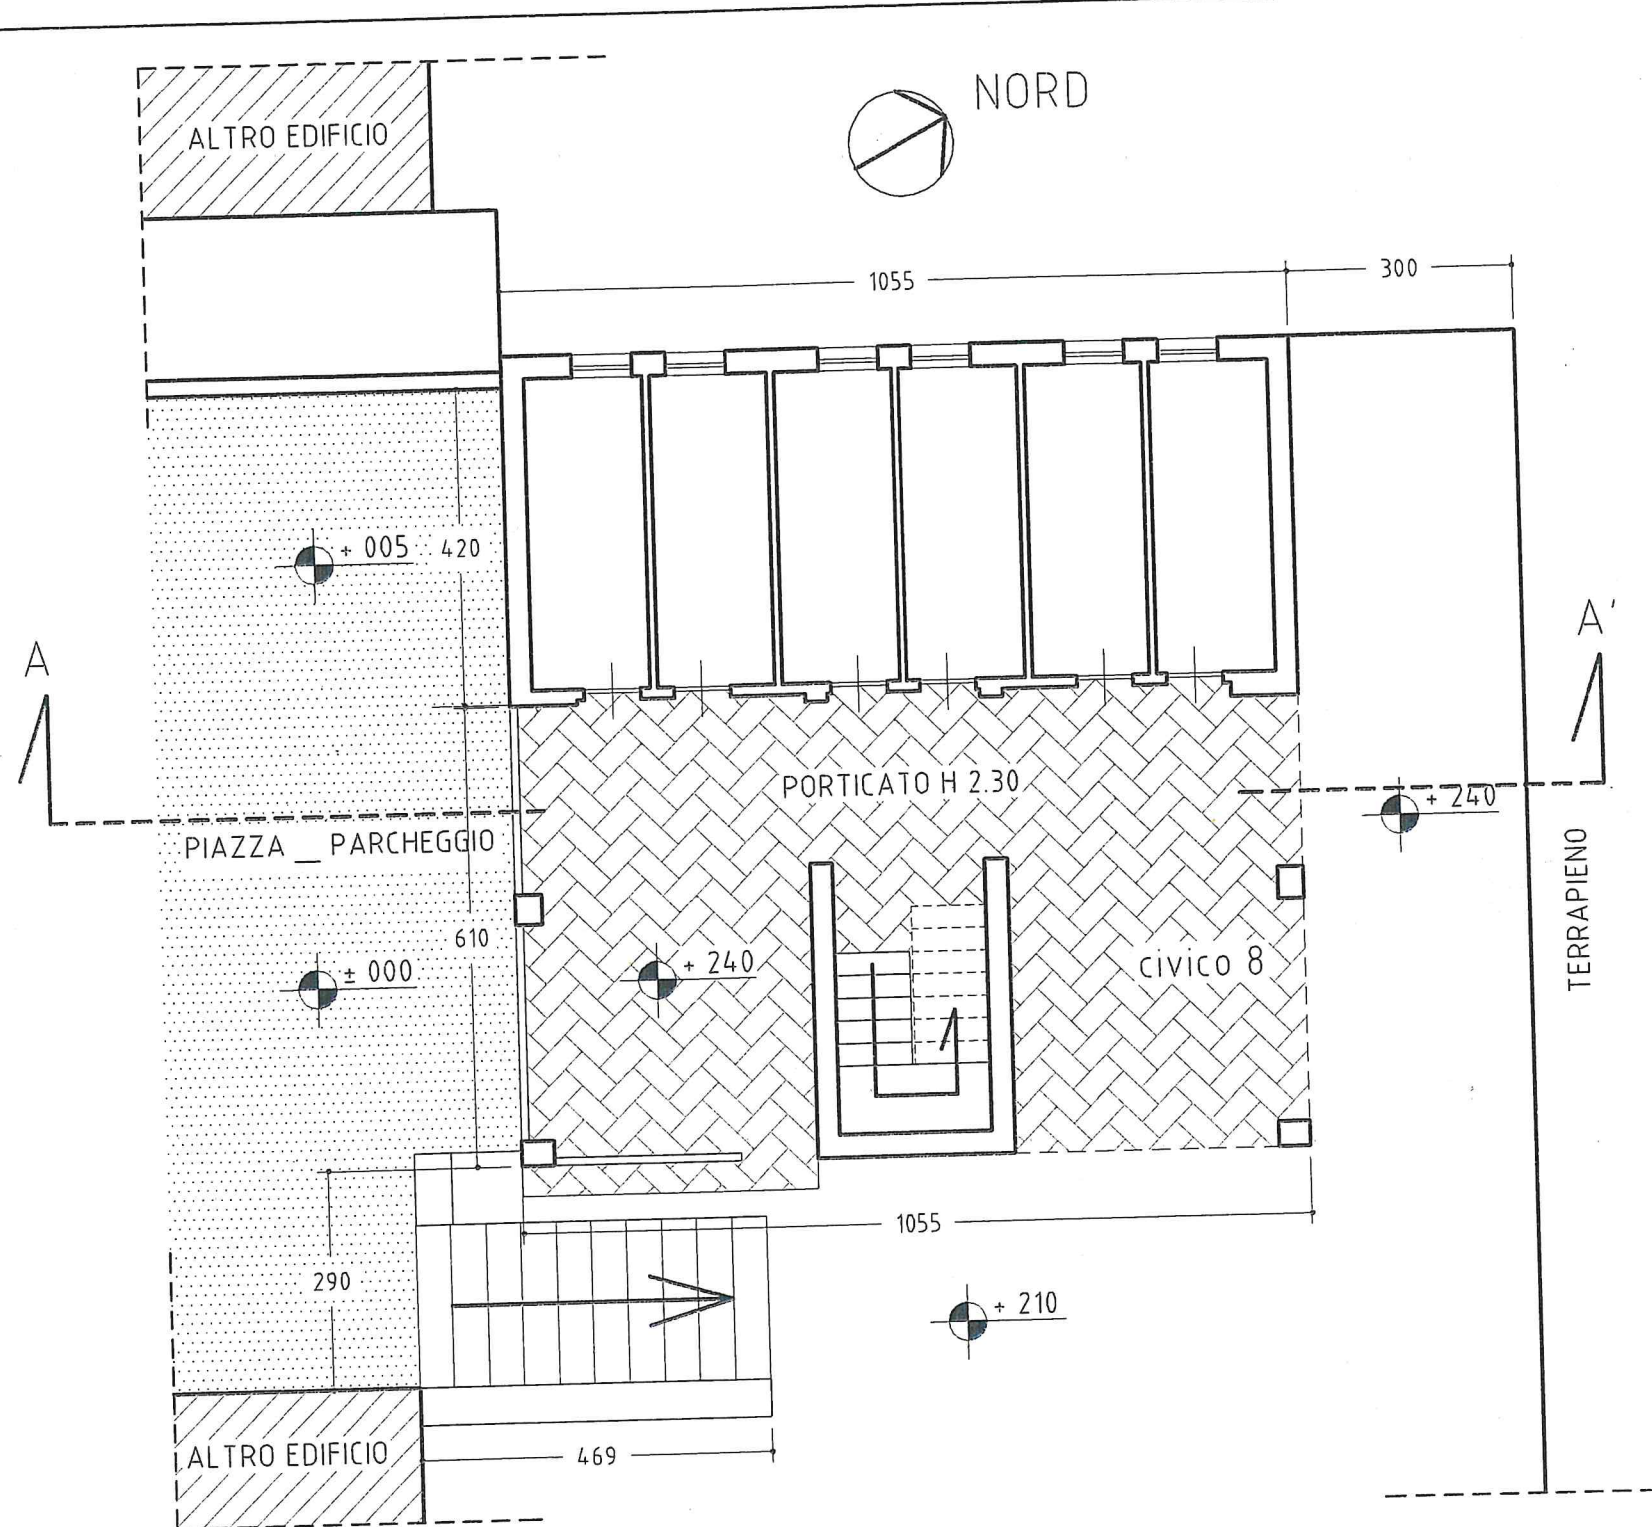 NORD
ALTRO EDIFICIO
1055
300
+ 005
420
A
A'
PORTICATO H 2.30
+ 240
PIAZZA _ PARCHEGGIO
TERRAPIENO
610
± 000
+ 240
civico 8
1055
290
+ 210
ALTRO EDIFICIO
469